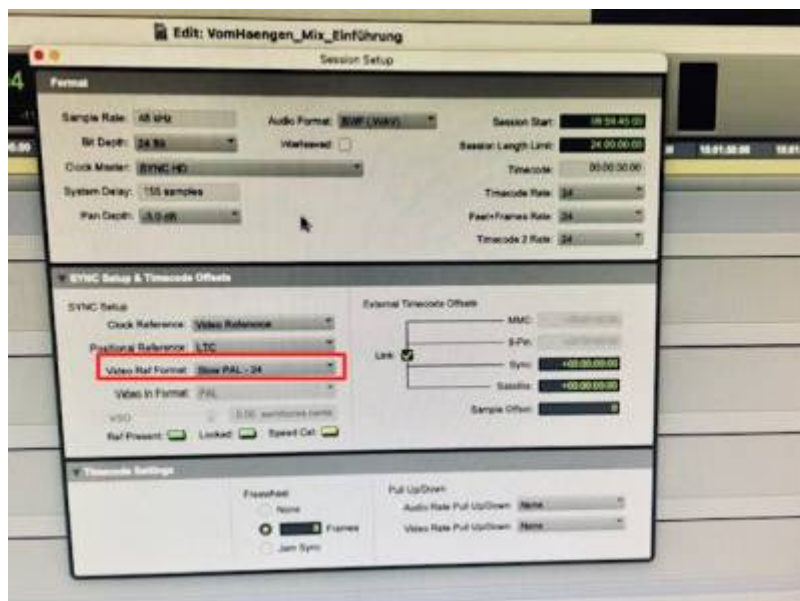 Edit: VomHaengen_Mix_Einführung
Session Setup
Format
Sample Rate: 48 kHz
Audio Format: BWF (.WAV)
Session Start: 09:59:45:00
Bit Depth: 24 Bit
Interleaved:
Session Length Limit: 24:00:00:00
Clock Master: SYNC HD
Timecode: 00:00:30:00
System Delay: 155 samples
Timecode Rate: 24
Pan Depth: -3.0 dB
Feet+Frames Rate: 24
Timecode 2 Rate: 24
SYNC Setup & Timecode Offsets
SYNC Setup
External Timecode Offsets
Clock Reference: Video Reference
MMC:
Positional Reference: LTC
9-Pin:
Link:
Video Ref Format: Slow PAL - 24
Sync: +00:00:00:00
Video In Format: PAL
Satellite: +00:00:00:00
VSO: 0.00 semitones.cents
Sample Offset: 0
Ref Present: Locked: Speed Cal:
Timecode Settings
Freewheel
Pull Up/Down
None
Audio Rate Pull Up/Down: None
Frames
Video Rate Pull Up/Down: None
Jam Sync